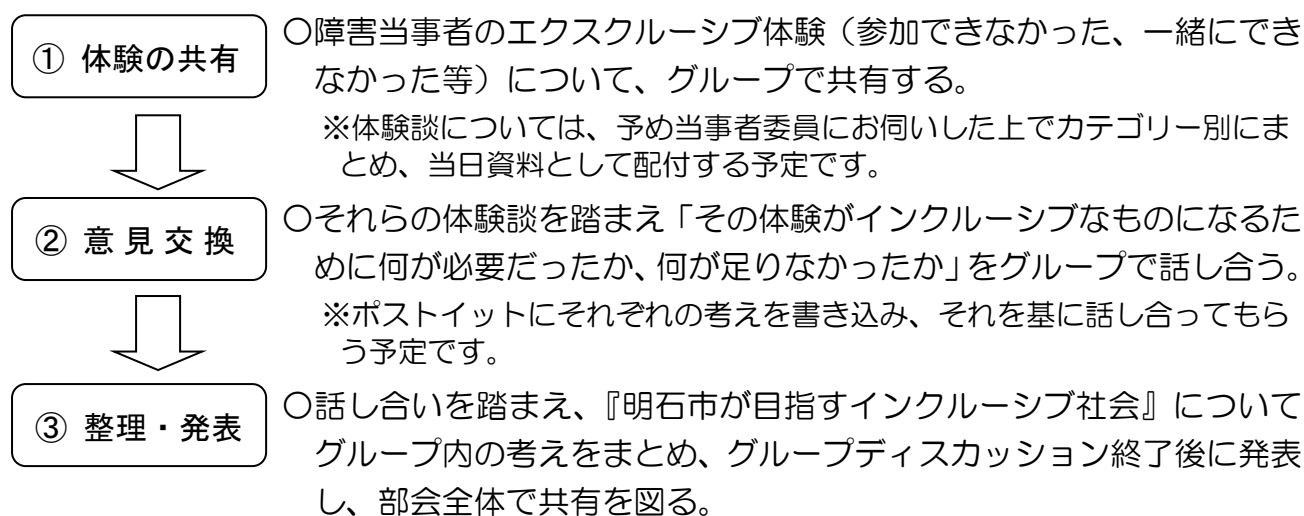 ① 体験の共有
○障害当事者のエクスクルーシブ体験（参加できなかった、一緒にでき
なかった等）について、グループで共有する。
※体験談については、予め当事者委員にお伺いした上でカテゴリー別にま
とめ、当日資料として配付する予定です。
② 意 見 交 換
○それらの体験談を踏まえ「その体験がインクルーシブなものになるた
めに何が必要だったか、何が足りなかったか」をグループで話し合う。
※ポストイットにそれぞれの考えを書き込み、それを基に話し合ってもら
う予定です。
③ 整理・発表
○話し合いを踏まえ、『明石市が目指すインクルーシブ社会』について
グループ内の考えをまとめ、グループディスカッション終了後に発表
し、部会全体で共有を図る。